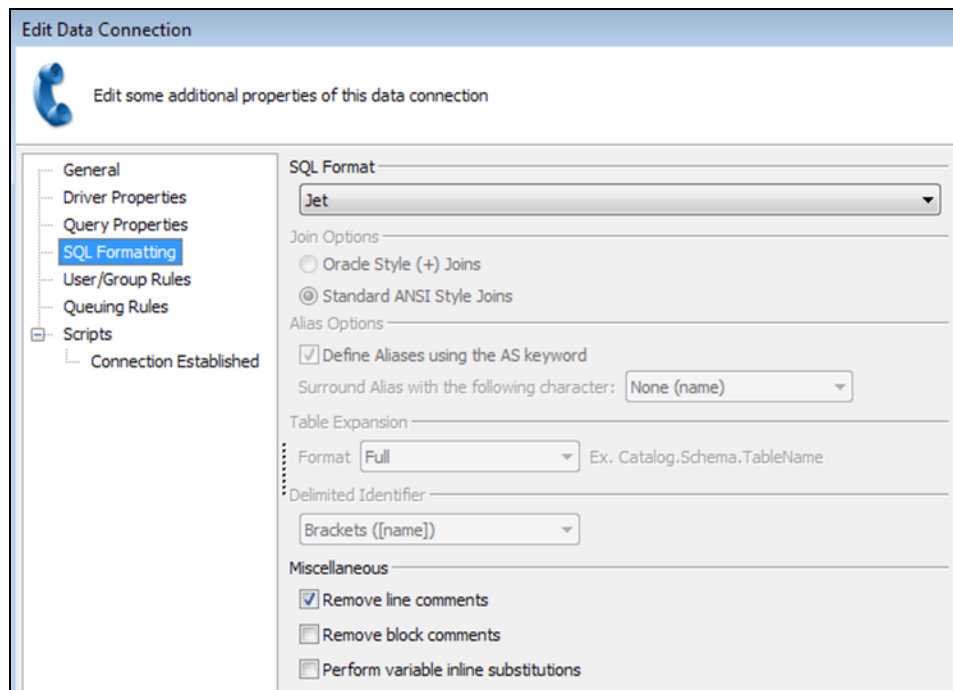 Edit Data Connection
Edit some additional properties of this data connection
General
Driver Properties
Query Properties
SQL Formatting
User/Group Rules
Queuing Rules
Scripts
Connection Established
SQL Format
Jet
Join Options
Oracle Style (+) Joins
Standard ANSI Style Joins
Alias Options
Define Aliases using the AS keyword
Surround Alias with the following character: None (name)
Table Expansion
Format Full Ex. Catalog.Schema.TableName
Delimited Identifier
Brackets ([name])
Miscellaneous
Remove line comments
Remove block comments
Perform variable inline substitutions